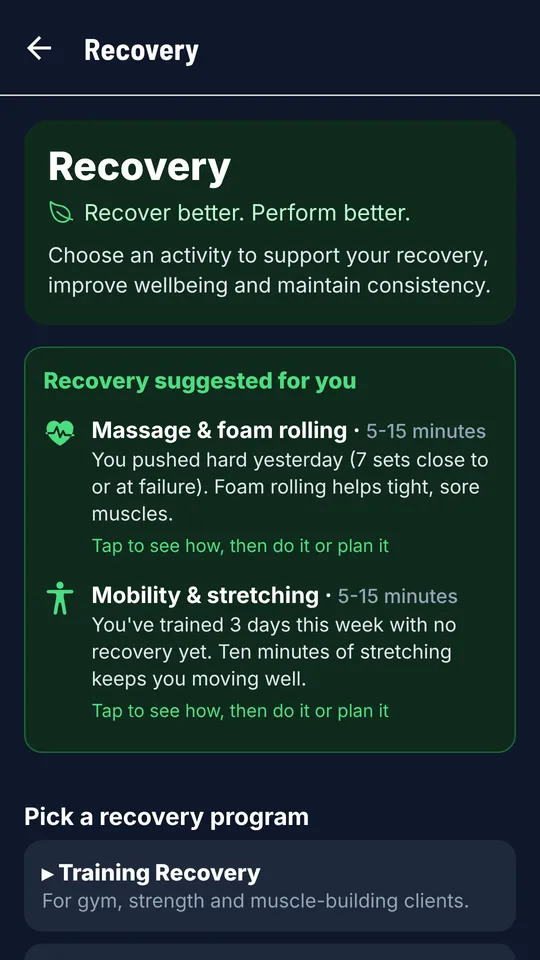 Recovery
Recovery
Recover better. Perform better.
Choose an activity to support your recovery,
improve wellbeing and maintain consistency.
Recovery suggested for you
Massage & foam rolling · 5-15 minutes
You pushed hard yesterday (7 sets close to
or at failure). Foam rolling helps tight, sore
muscles.
Tap to see how, then do it or plan it
Mobility & stretching · 5-15 minutes
You've trained 3 days this week with no
recovery yet. Ten minutes of stretching
keeps you moving well.
Tap to see how, then do it or plan it
Pick a recovery program
▸ Training Recovery
For gym, strength and muscle-building clients.